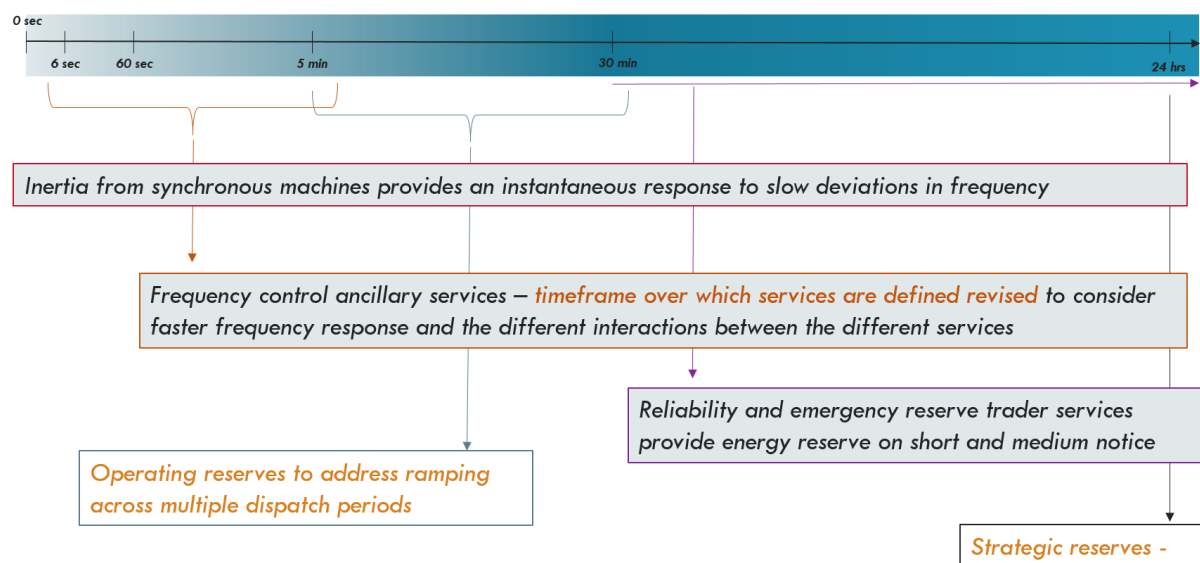 0 sec
6 sec
60 sec
5 min
30 min
24 hrs
Inertia from synchronous machines provides an instantaneous response to slow deviations in frequency
Frequency control ancillary services – timeframe over which services are defined revised to consider
faster frequency response and the different interactions between the different services
Reliability and emergency reserve trader services
provide energy reserve on short and medium notice
Operating reserves to address ramping
across multiple dispatch periods
Strategic reserves -